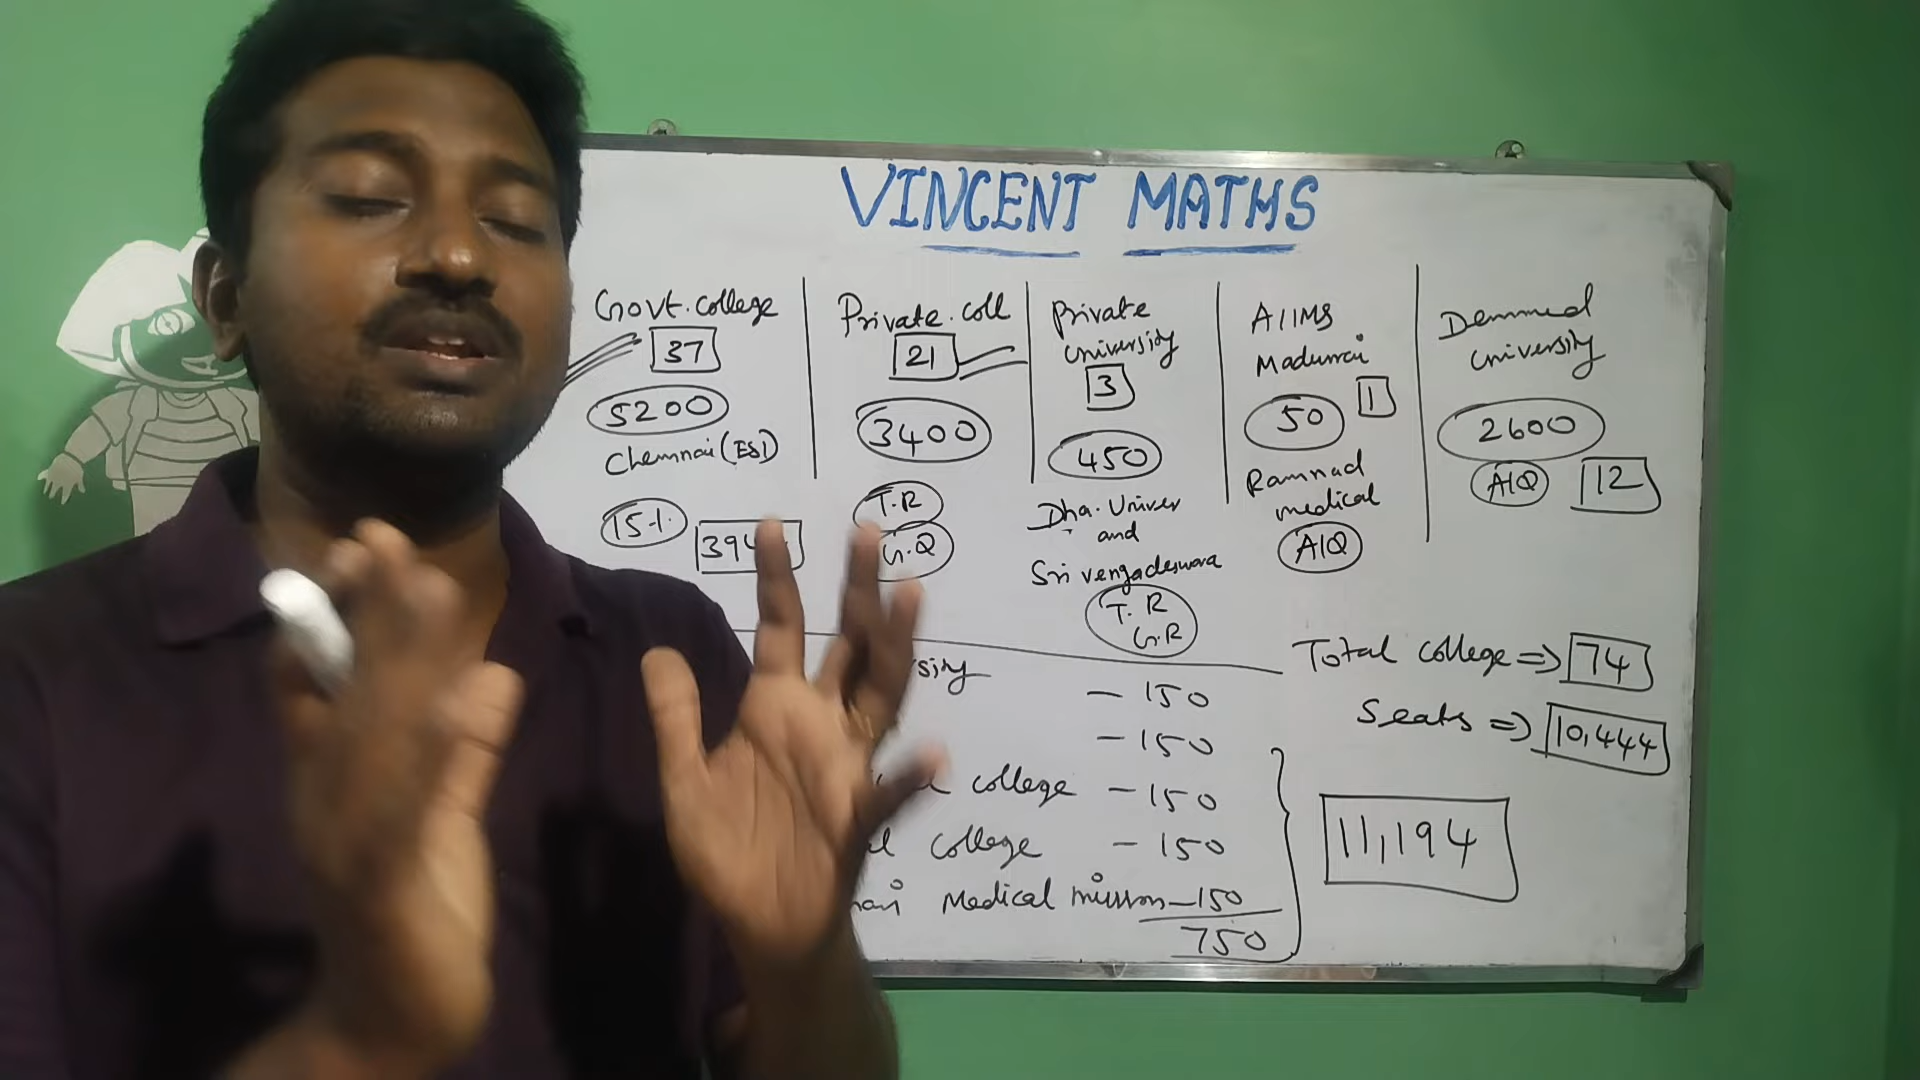 VINCENT MATHS
Govt. college
37
5200
Chennai (ESI)
15%
Private. coll
21
3400
T.R
G.Q
Private
university
3
450
Dha. Univer
and
Sri vengadeswara
T. R
G.R
AIIMS
Madurai
1
50
Ramnad
medical
AIQ
Demmed
university
2600
AIQ
12
Total college => 74
Seats => 10,444
- 150
- 150
college - 150
college - 150
Medical mission - 150
750
11,194